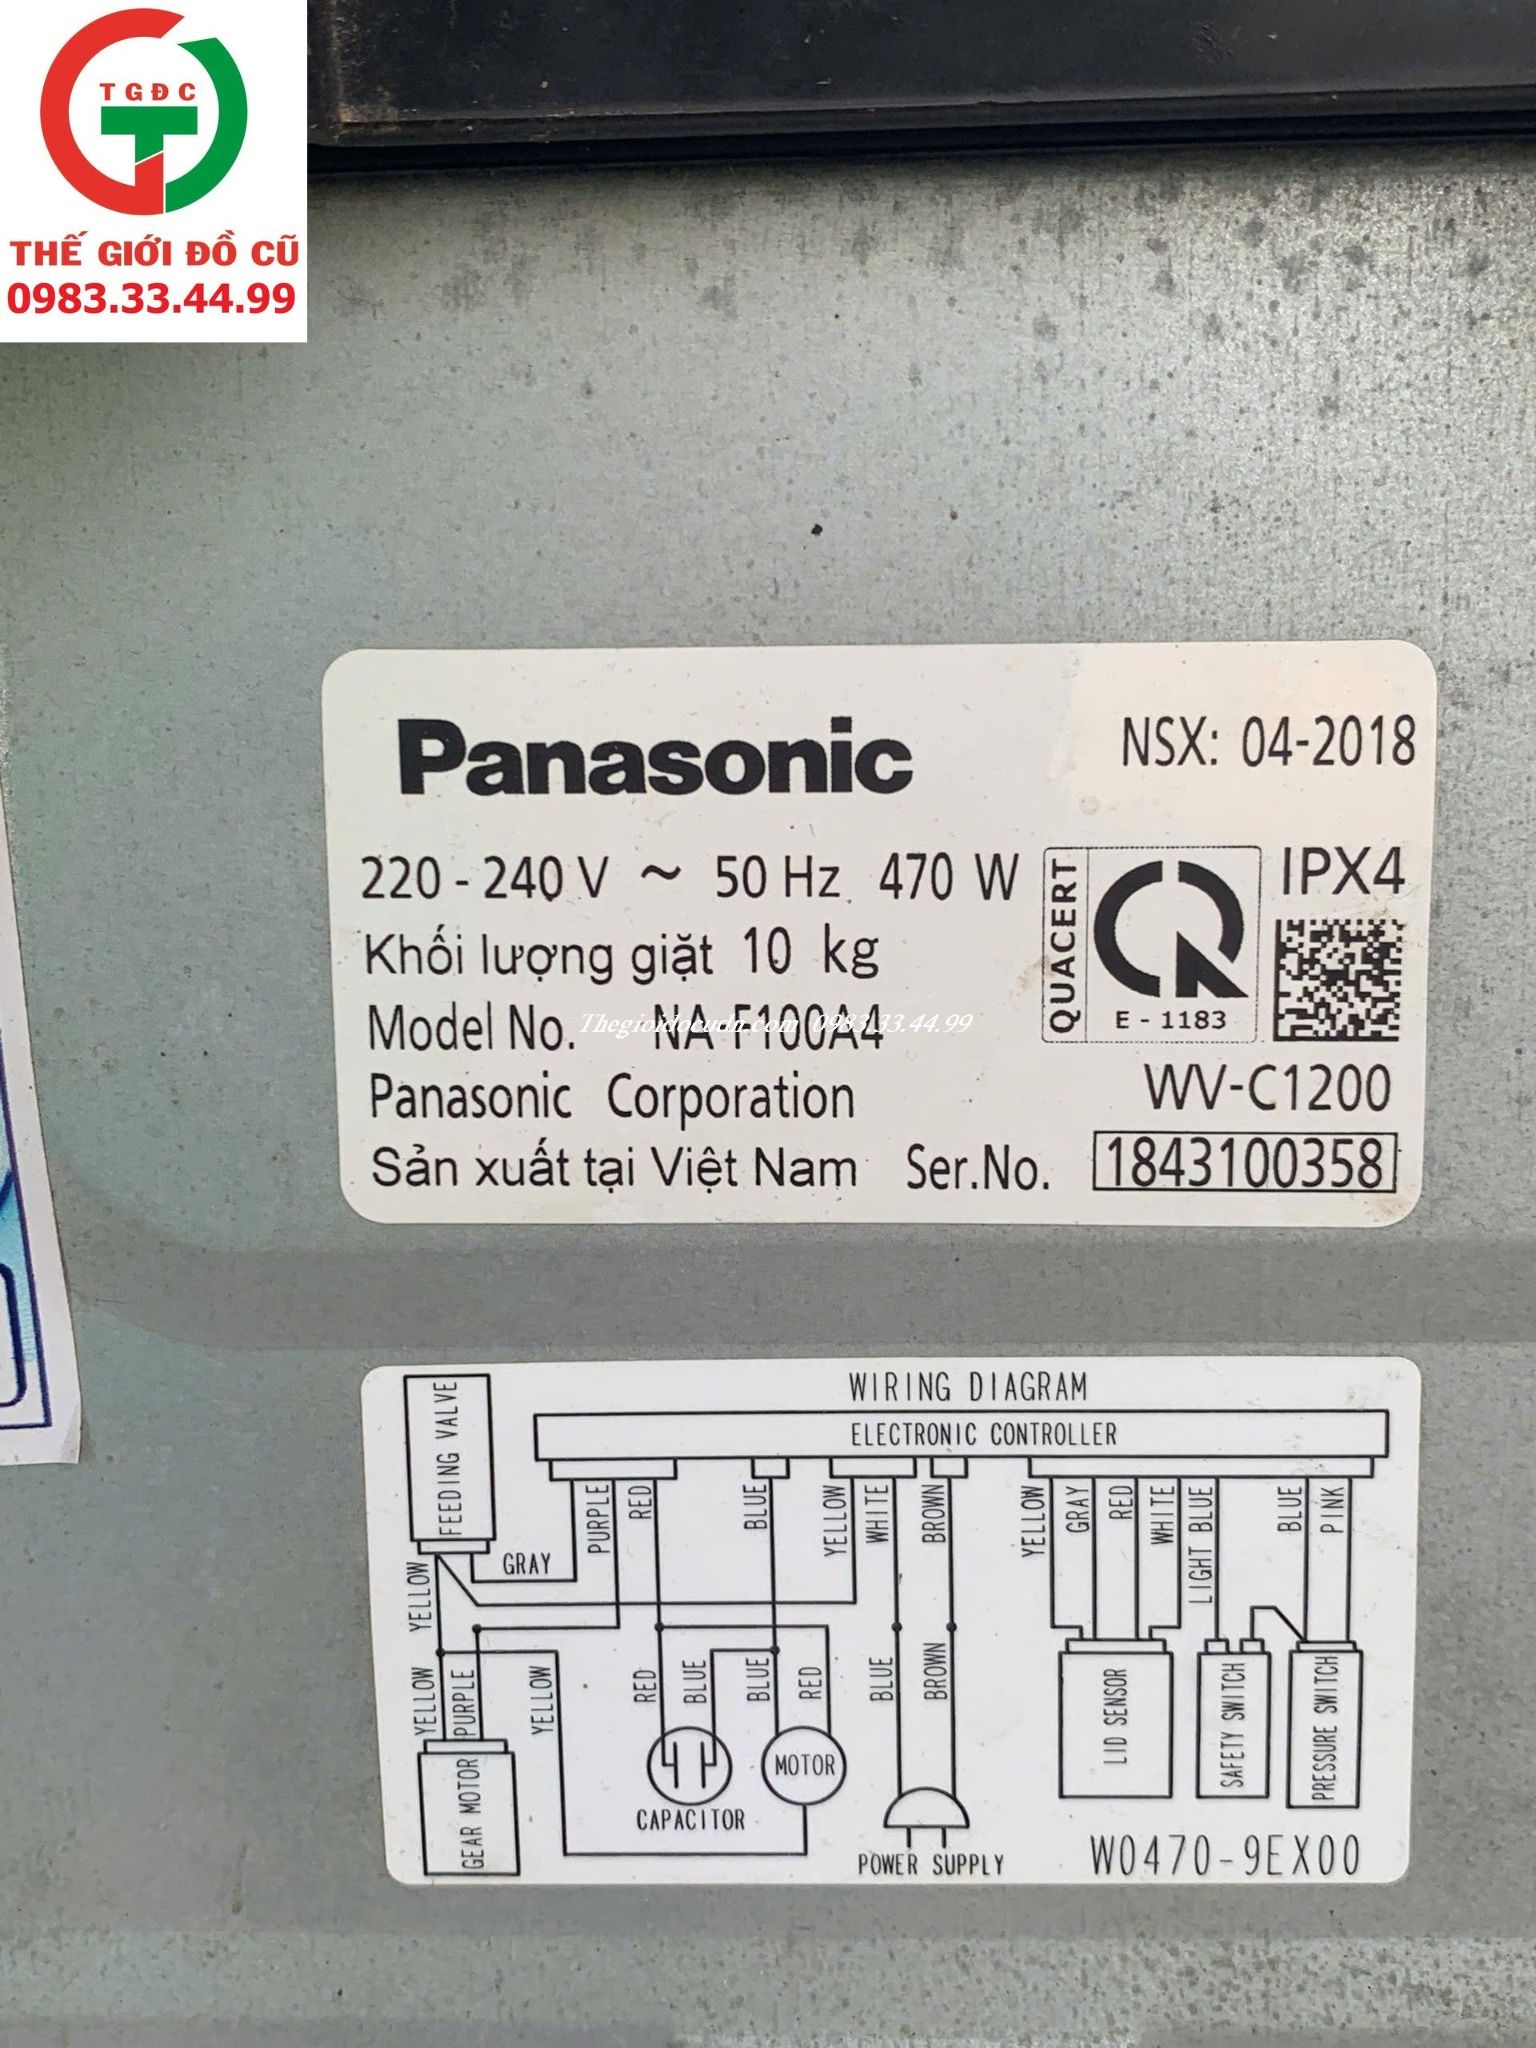 TGĐC
THẾ GIỚI ĐỒ CŨ
0983.33.44.99
Panasonic
NSX: 04-2018
220 - 240 V ~ 50 Hz 470 W
QUACERT
E - 1183
IPX4
Khối lượng giặt 10 kg
Model No. NA-F100A4
Thegioidocudn.com 0983.33.44.99
Panasonic Corporation
WV-C1200
Sản xuất tại Việt Nam Ser.No. 1843100358
WIRING DIAGRAM
ELECTRONIC CONTROLLER
FEEDING VALVE
GRAY
PURPLE
RED
BLUE
YELLOW
WHITE
BROWN
YELLOW
GRAY
RED
WHITE
LIGHT BLUE
BLUE
PINK
YELLOW
YELLOW
PURPLE
YELLOW
RED
BLUE
BLUE
RED
BLUE
BROWN
GEAR MOTOR
CAPACITOR
MOTOR
POWER SUPPLY
LID SENSOR
SAFETY SWITCH
PRESSURE SWITCH
W0470-9EX00